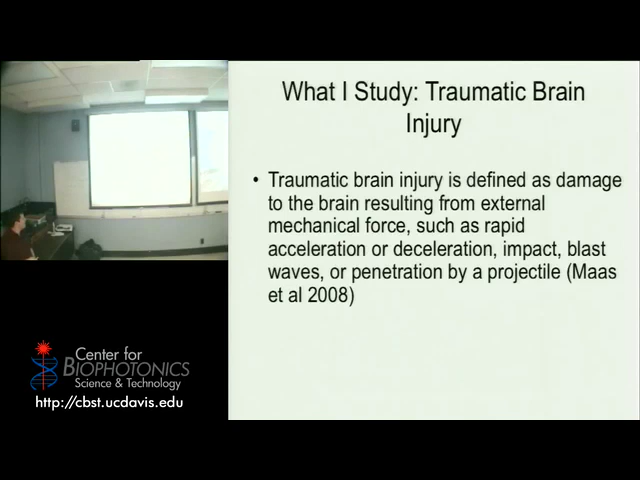 What I Study: Traumatic Brain
Injury
• Traumatic brain injury is defined as damage
to the brain resulting from external
mechanical force, such as rapid
acceleration or deceleration, impact, blast
waves, or penetration by a projectile (Maas
et al 2008)
Center for
BIOPHOTONICS
Science & Technology
http://cbst.ucdavis.edu